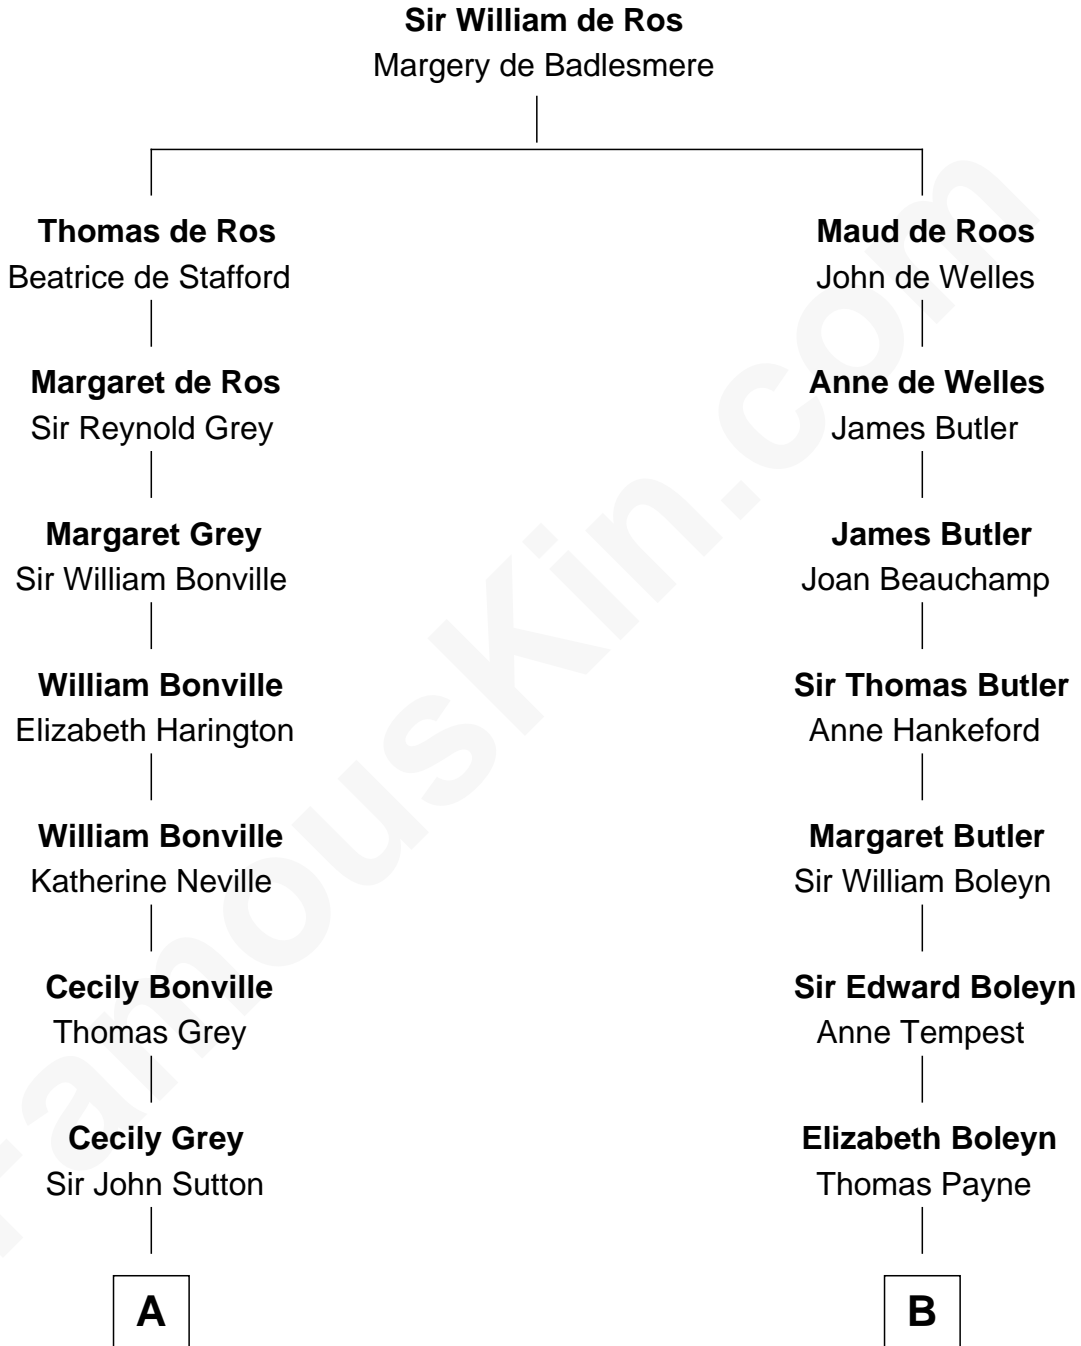 Sir William de Ros
Margery de Badlesmere
Thomas de Ros
Beatrice de Stafford
Margaret de Ros
Sir Reynold Grey
Margaret Grey
Sir William Bonville
William Bonville
Elizabeth Harington
William Bonville
Katherine Neville
Cecily Bonville
Thomas Grey
Cecily Grey
Sir John Sutton
A
Maud de Roos
John de Welles
Anne de Welles
James Butler
James Butler
Joan Beauchamp
Sir Thomas Butler
Anne Hankeford
Margaret Butler
Sir William Boleyn
Sir Edward Boleyn
Anne Tempest
Elizabeth Boleyn
Thomas Payne
B
FamousKin.com